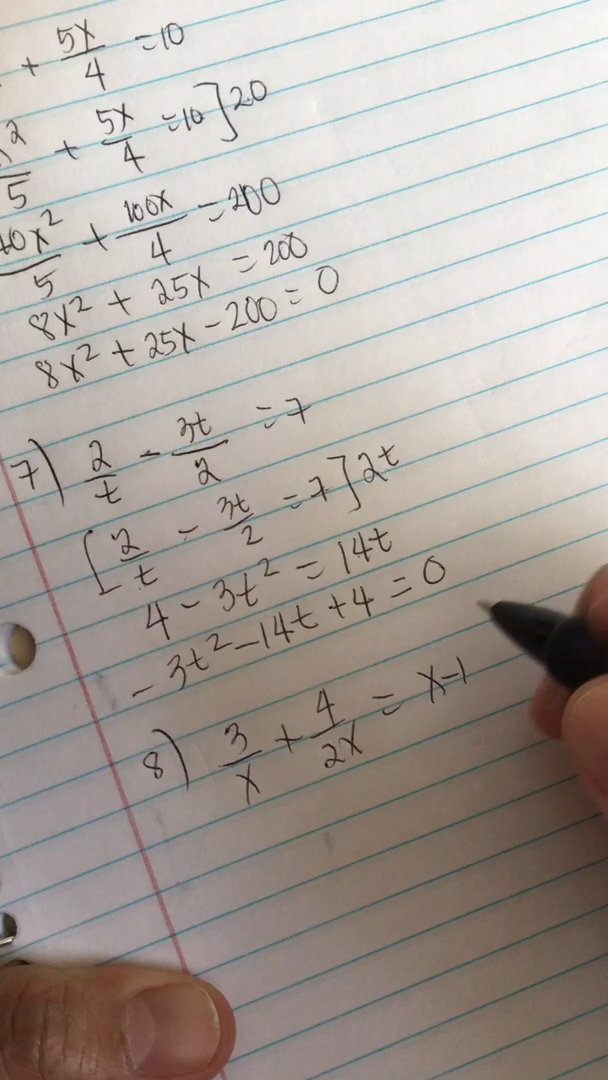 + 5x/4 = 10
x²/5 + 5x/4 = 10] 20
40x²/5 + 100x/4 = 200
8x² + 25x = 200
8x² + 25x - 200 = 0
7) 2/t - 3t/2 = 7
[2/t - 3t/2 = 7] 2t
4 - 3t² = 14t
- 3t² - 14t + 4 = 0
8) 3/x + 4/2x = x-1